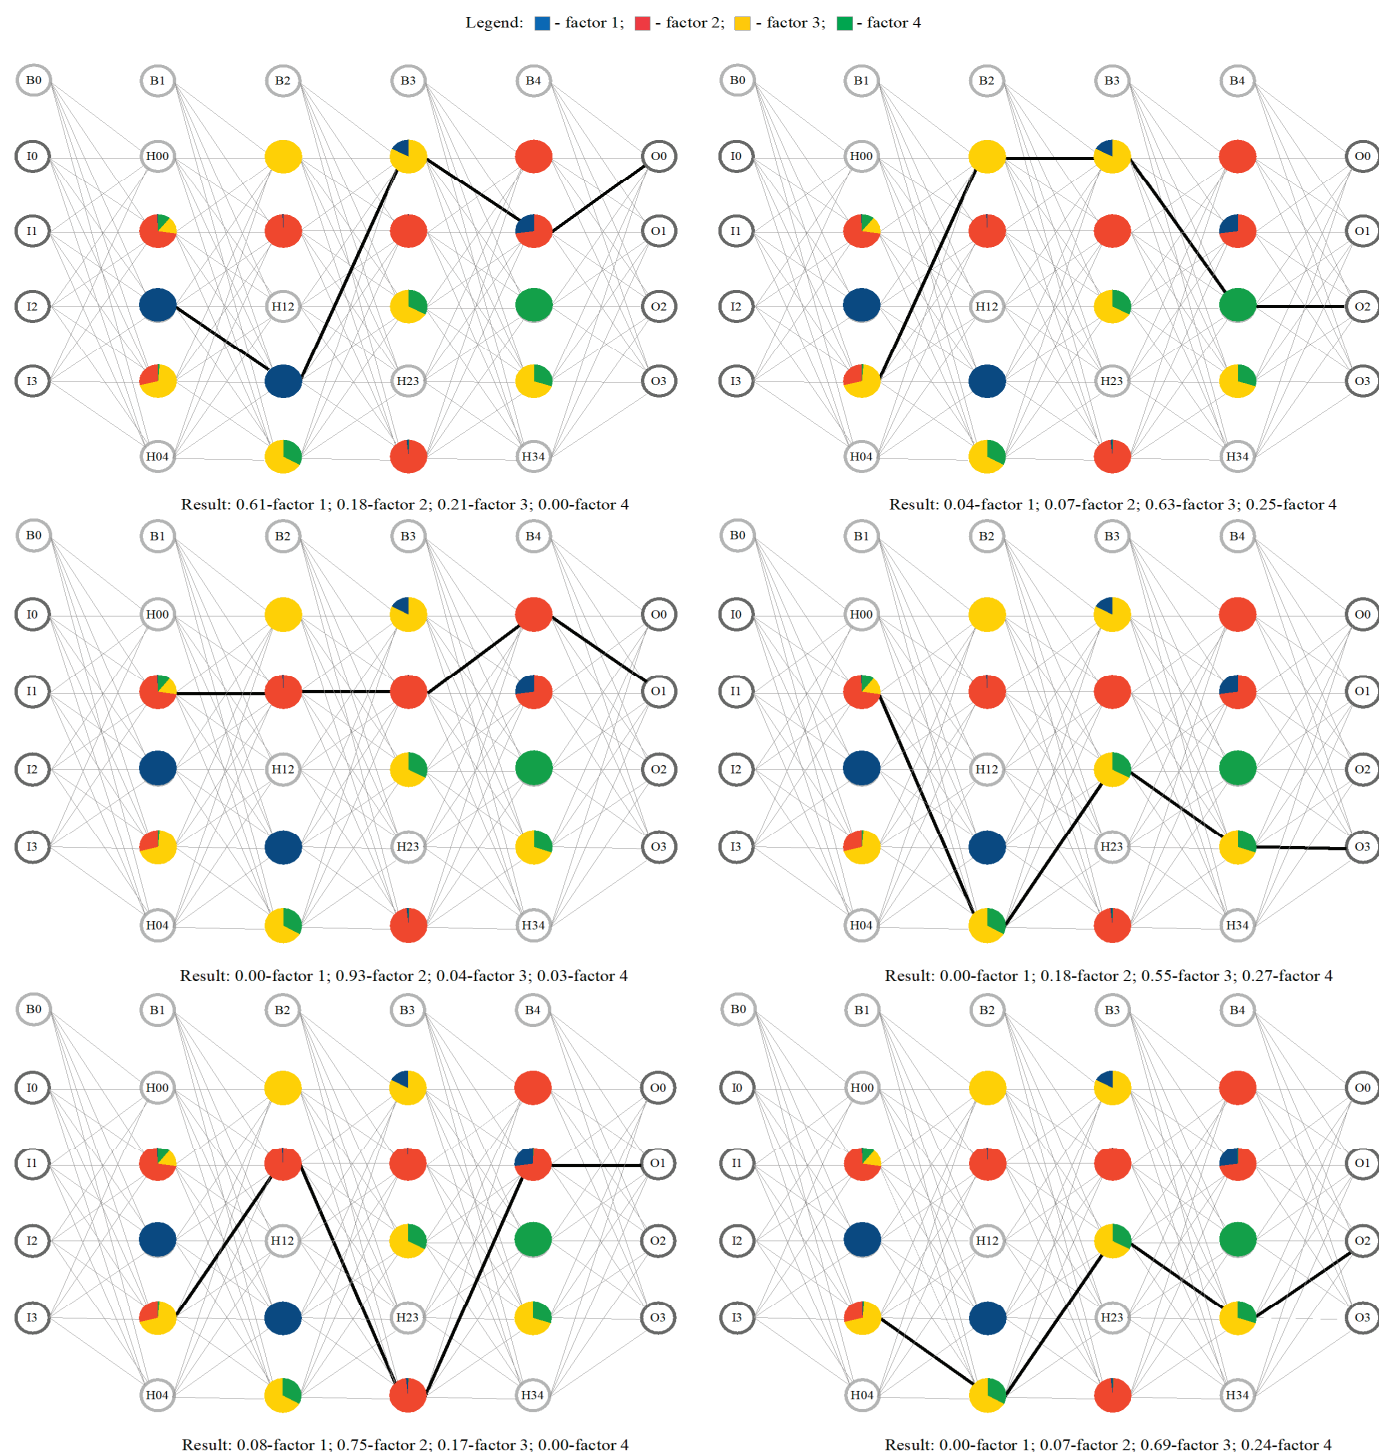 Legend: - factor 1; - factor 2; - factor 3; - factor 4
B0 B1 B2 B3 B4
I0 H00 O0
I1 O1
I2 H12 O2
I3 H23 O3
H04 H34
Result: 0.61-factor 1; 0.18-factor 2; 0.21-factor 3; 0.00-factor 4
B0 B1 B2 B3 B4
I0 H00 O0
I1 O1
I2 H12 O2
I3 H23 O3
H04 H34
Result: 0.04-factor 1; 0.07-factor 2; 0.63-factor 3; 0.25-factor 4
B0 B1 B2 B3 B4
I0 H00 O0
I1 O1
I2 H12 O2
I3 H23 O3
H04 H34
Result: 0.00-factor 1; 0.93-factor 2; 0.04-factor 3; 0.03-factor 4
B0 B1 B2 B3 B4
I0 H00 O0
I1 O1
I2 H12 O2
I3 H23 O3
H04 H34
Result: 0.00-factor 1; 0.18-factor 2; 0.55-factor 3; 0.27-factor 4
B0 B1 B2 B3 B4
I0 H00 O0
I1 O1
I2 H12 O2
I3 H23 O3
H04 H34
Result: 0.08-factor 1; 0.75-factor 2; 0.17-factor 3; 0.00-factor 4
B0 B1 B2 B3 B4
I0 H00 O0
I1 O1
I2 H12 O2
I3 H23 O3
H04 H34
Result: 0.00-factor 1; 0.07-factor 2; 0.69-factor 3; 0.24-factor 4